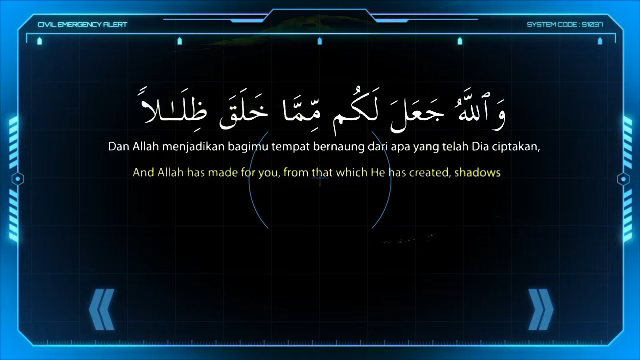 CIVIL EMERGENCY ALERT
SYSTEM CODE : S1037
وَٱللَّهُ جَعَلَ لَكُم مِّمَّا خَلَقَ ظِلَـٰلاً
Dan Allah menjadikan bagimu tempat bernaung dari apa yang telah Dia ciptakan,
And Allah has made for you, from that which He has created, shadows